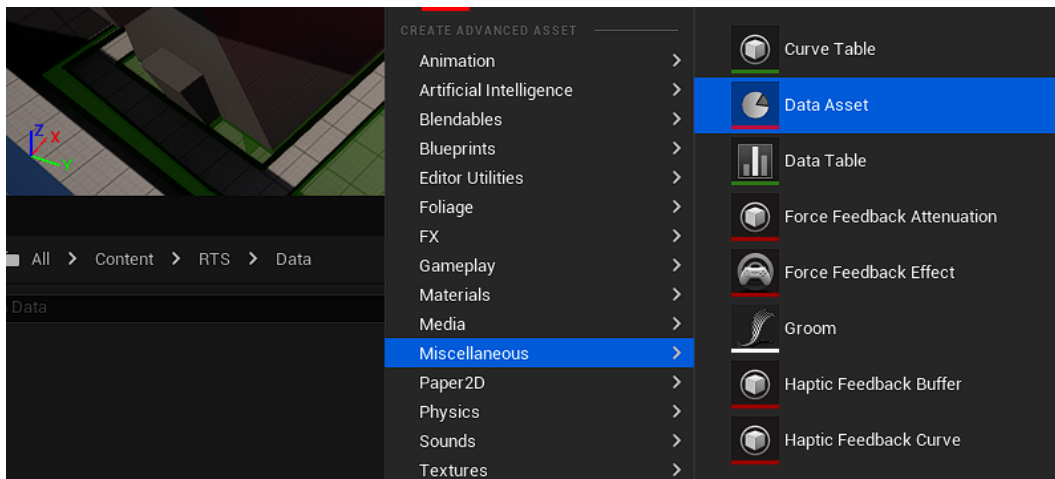 CREATE ADVANCED ASSET
Animation
Artificial Intelligence
Blendables
Blueprints
Editor Utilities
Foliage
FX
Gameplay
Materials
Media
Miscellaneous
Paper2D
Physics
Sounds
Textures
Curve Table
Data Asset
Data Table
Force Feedback Attenuation
Force Feedback Effect
Groom
Haptic Feedback Buffer
Haptic Feedback Curve
Z
X
Y
All > Content > RTS > Data
Data